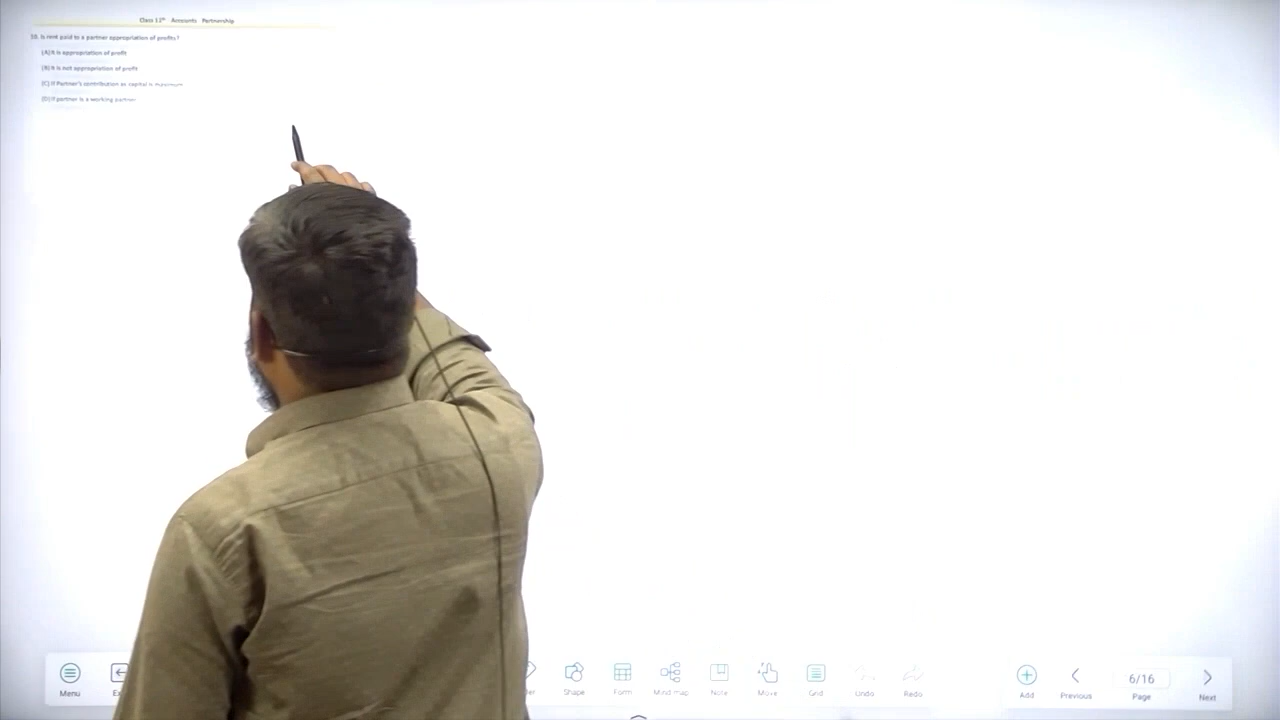 Class 11th Accounts Partnership
10. Is rent paid to a partner appropriation of profits?
(A) It is appropriation of profit
(B) It is not appropriation of profit
(C) If Partner's contribution as capital is maximum
(D) If partner is a working partner
Menu
Shape
Form
Mind map
Note
Move
Grid
Undo
Redo
Add
Previous
6/16
Page
Next